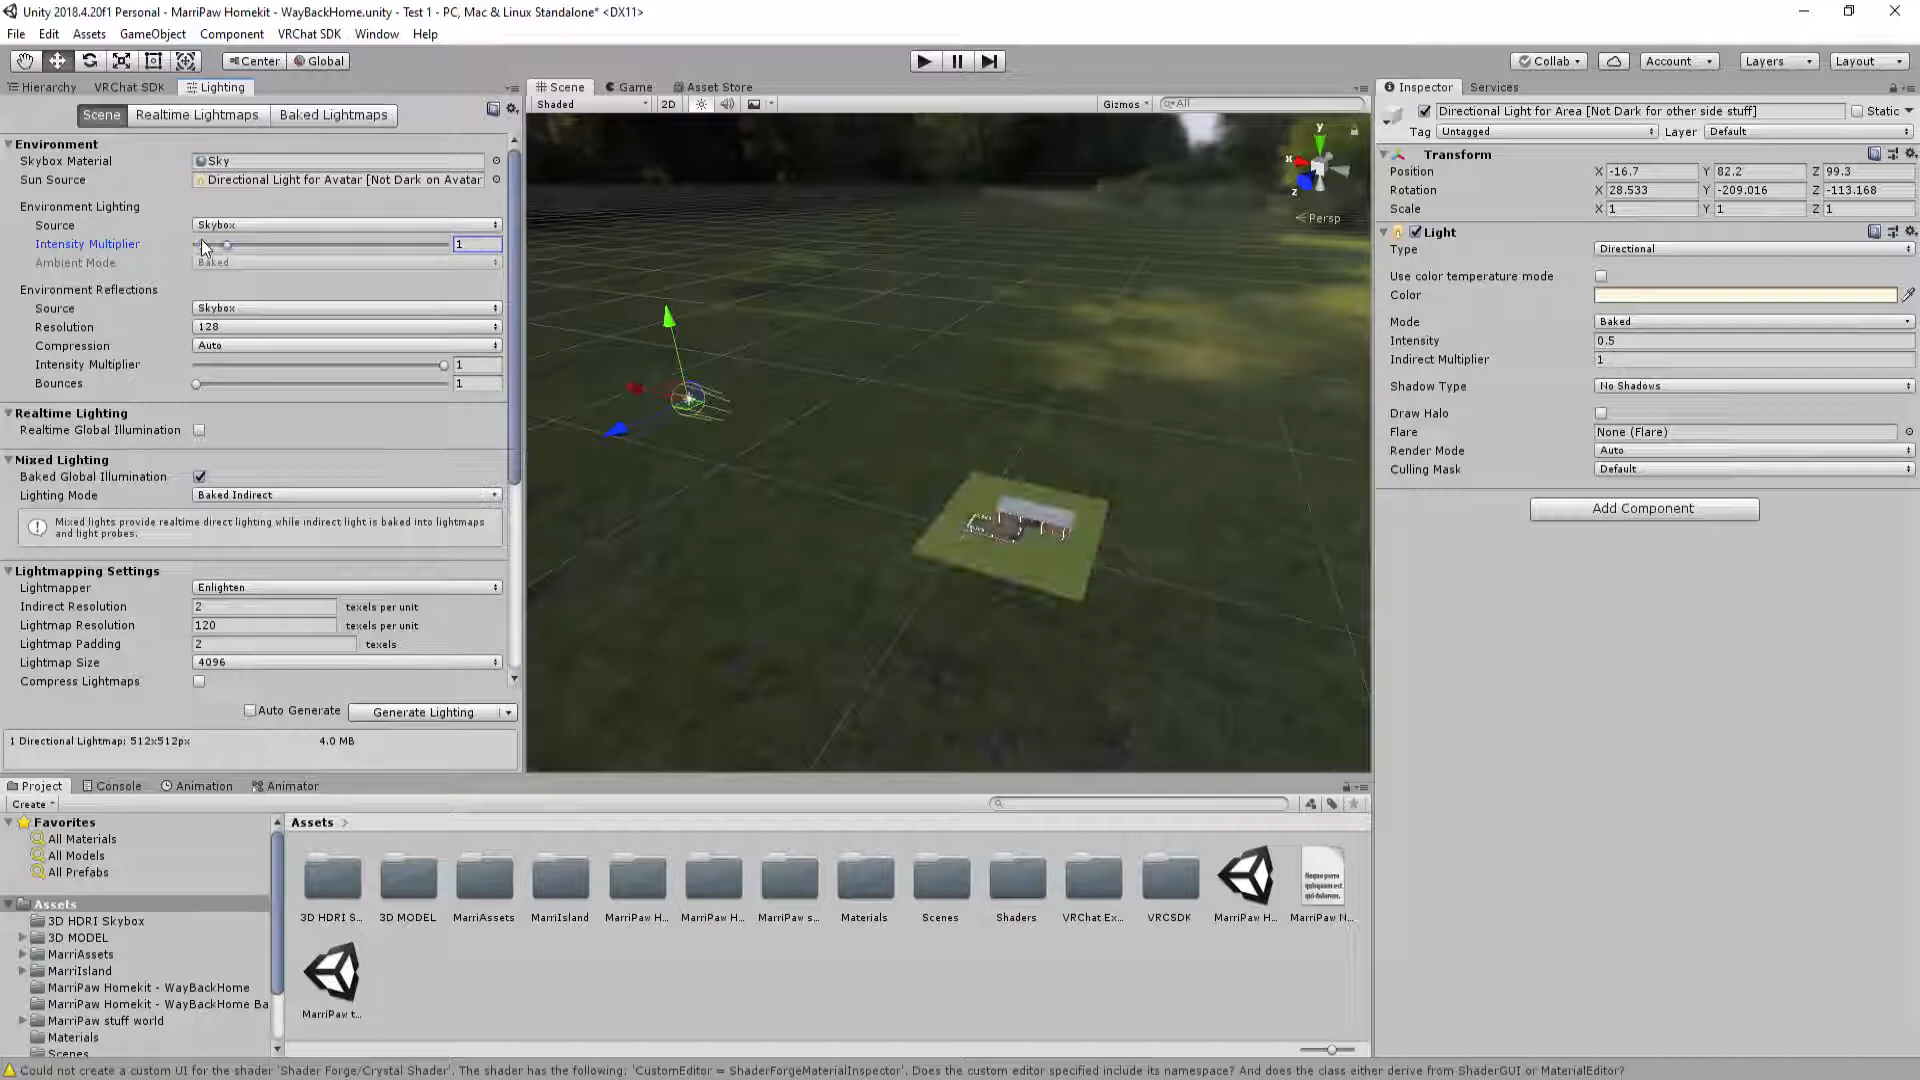 Unity 2018.4.20f1 Personal - MarriPaw Homekit - WayBackHome.unity - Test 1 - PC, Mac & Linux Standalone* <DX11>
File Edit Assets GameObject Component VRChat SDK Window Help
Center Global Collab Account Layers Layout
Hierarchy VRChat SDK Lighting
Scene Realtime Lightmaps Baked Lightmaps
Environment
Skybox Material Sky
Sun Source Directional Light for Avatar [Not Dark on Avatar
Environment Lighting
Source Skybox
Intensity Multiplier 1
Ambient Mode Baked
Environment Reflections
Source Skybox
Resolution 128
Compression Auto
Intensity Multiplier 1
Bounces 1
Realtime Lighting
Realtime Global Illumination
Mixed Lighting
Baked Global Illumination
Lighting Mode Baked Indirect
Mixed lights provide realtime direct lighting while indirect light is baked into lightmaps
and light probes.
Lightmapping Settings
Lightmapper Enlighten
Indirect Resolution 2 texels per unit
Lightmap Resolution 120 texels per unit
Lightmap Padding 2 texels
Lightmap Size 4096
Compress Lightmaps
Auto Generate Generate Lighting
1 Directional Lightmap: 512x512px 4.0 MB
Scene Game Asset Store
Shaded 2D Gizmos All
y
x
z
Persp
Inspector Services
Directional Light for Area [Not Dark for other side stuff] Static
Tag Untagged Layer Default
Transform
Position X -16.7 Y 82.2 Z 99.3
Rotation X 28.533 Y -209.016 Z -113.168
Scale X 1 Y 1 Z 1
Light
Type Directional
Use color temperature mode
Color
Mode Baked
Intensity 0.5
Indirect Multiplier 1
Shadow Type No Shadows
Draw Halo
Flare None (Flare)
Render Mode Auto
Culling Mask Default
Add Component
Project Console Animation Animator
Create
Favorites
All Materials
All Models
All Prefabs
Assets
3D HDRI Skybox
3D MODEL
MarriAssets
MarriIsland
MarriPaw Homekit - WayBackHome
MarriPaw Homekit - WayBackHome Ba
MarriPaw stuff world
Materials
Scenes
Assets
3D HDRI S... 3D MODEL MarriAssets MarriIsland MarriPaw H... MarriPaw H... MarriPaw s... Materials Scenes Shaders VRChat Ex... VRCSDK MarriPaw H... MarriPaw N...
MarriPaw t...
Could not create a custom UI for the shader 'Shader Forge/Crystal Shader'. The shader has the following: 'CustomEditor = ShaderForgeMaterialInspector'. Does the custom editor specified include its namespace? And does the class either derive from ShaderGUI or MaterialEditor?